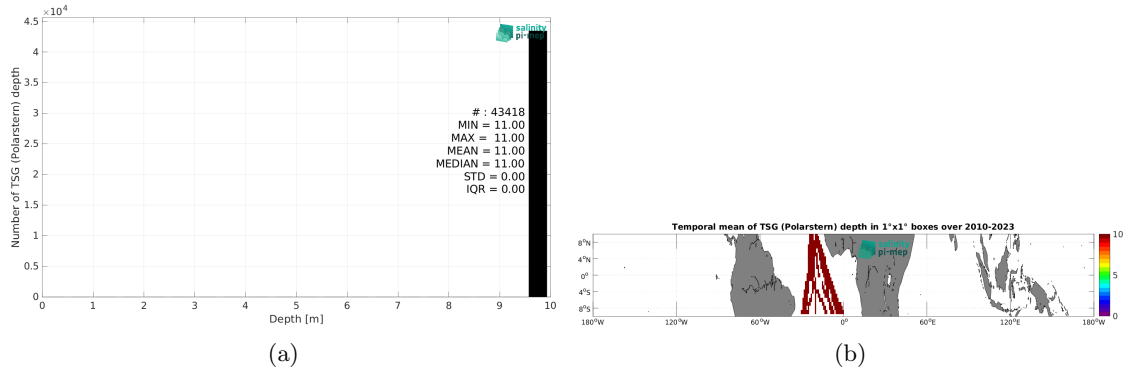 ×10⁴
4.5
4
3.5
3
2.5
2
1.5
1
0.5
0
Number of TSG (Polarstern) depth
salinity
pi-mep
# : 43418
MIN = 11.00
MAX = 11.00
MEAN = 11.00
MEDIAN = 11.00
STD = 0.00
IQR = 0.00
0 1 2 3 4 5 6 7 8 9 10
Depth [m]
(a)
Temporal mean of TSG (Polarstern) depth in 1°x1° boxes over 2010-2023
salinity
pi-mep
8°N
4°N
0°
4°S
8°S
180°W 120°W 60°W 0° 60°E 120°E 180°W
10
5
0
(b)